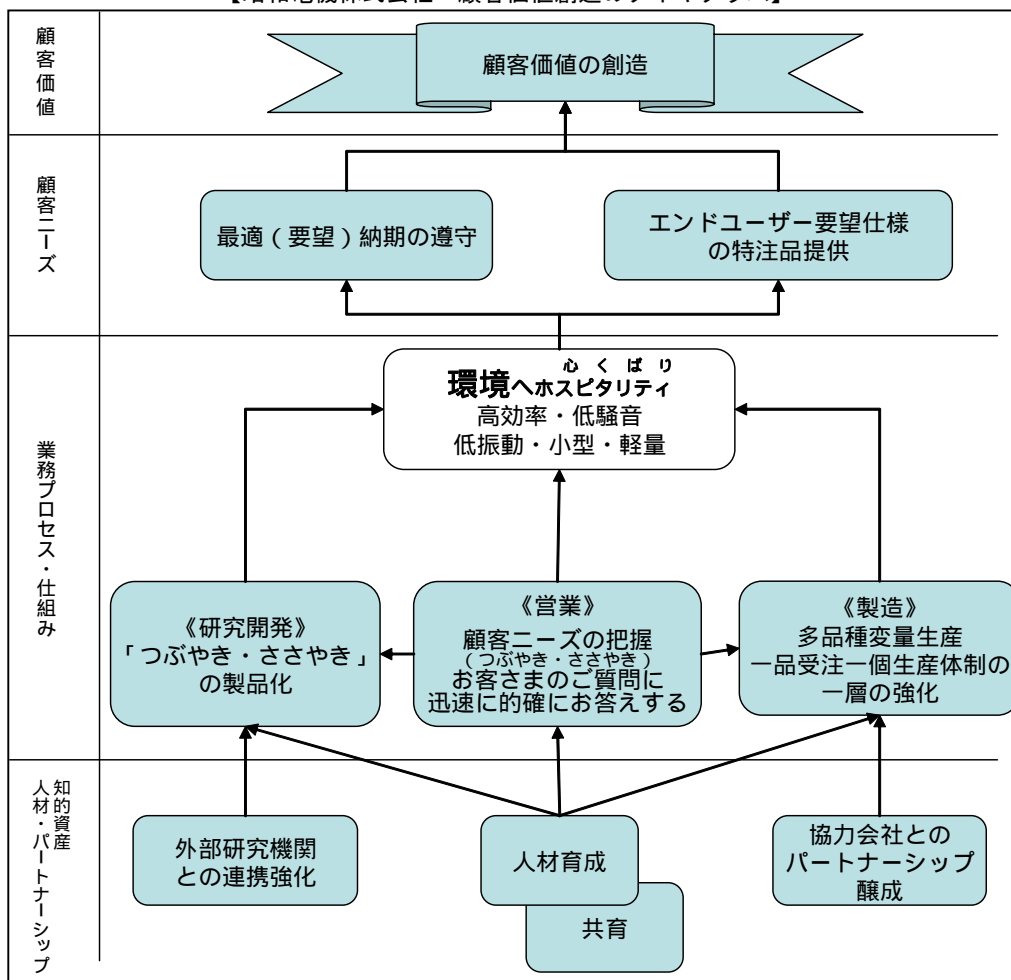 顧客価値
顧客価値の創造
顧客ニーズ
最適（要望）納期の遵守
エンドユーザー要望仕様
の特注品提供
業務プロセス・仕組み
心くばり
環境へホスピタリティ
高効率・低騒音
低振動・小型・軽量
《研究開発》
「つぶやき・ささやき」
の製品化
《営業》
顧客ニーズの把握
（つぶやき・ささやき）
お客さまのご質問に
迅速に的確にお答えする
《製造》
多品種変量生産
一品受注一個生産体制の
一層の強化
知的資産
人材・パートナーシップ
外部研究機関
との連携強化
人材育成
共育
協力会社との
パートナーシップ
醸成